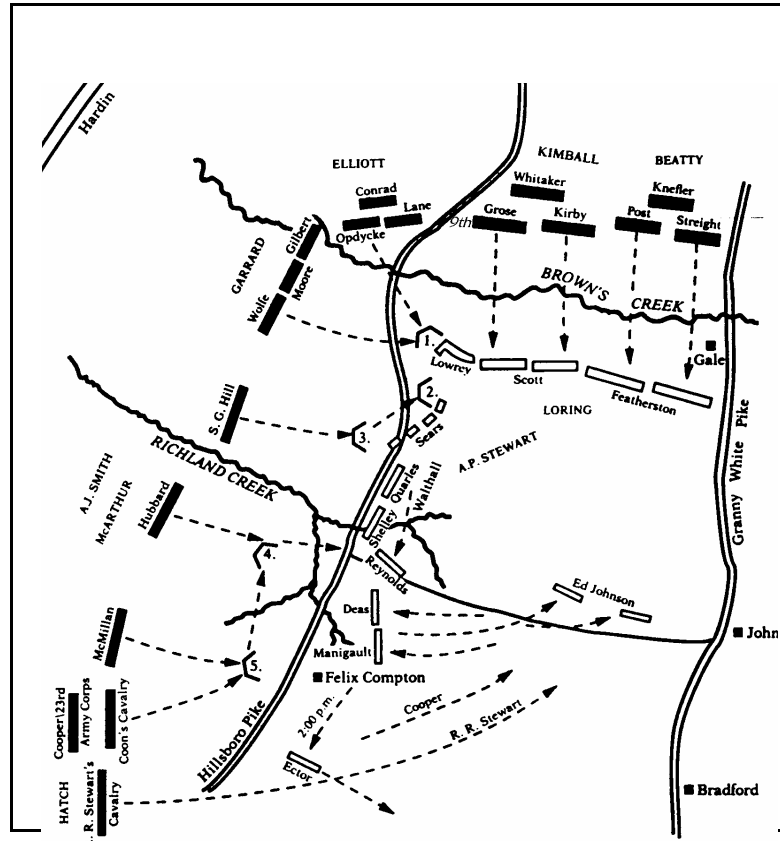 Hardin
ELLIOTT
KIMBALL
BEATTY
Conrad
Whitaker
Knefler
Lane
Opdycke
9th
Grose
Kirby
Post
Streight
GARRARD
Gilbert
Moore
Wolfe
BROWN'S
CREEK
1.
Lowrey
Scott
Featherston
Gale
LORING
2.
3.
Sears
S. G. Hill
A.P. STEWART
RICHLAND CREEK
Quarles
Walthall
Granny White Pike
A.J. SMITH
McARTHUR
Hubbard
Shelley
Reynolds
4.
Ed Johnson
Deas
McMillan
Manigault
John
5.
Felix Compton
Cooper\23rd
Army Corps
Coon's Cavalry
2:00 p.m.
Cooper
R. R. Stewart
Hillsboro Pike
Ector
HATCH
. R. Stewart's
Cavalry
Bradford